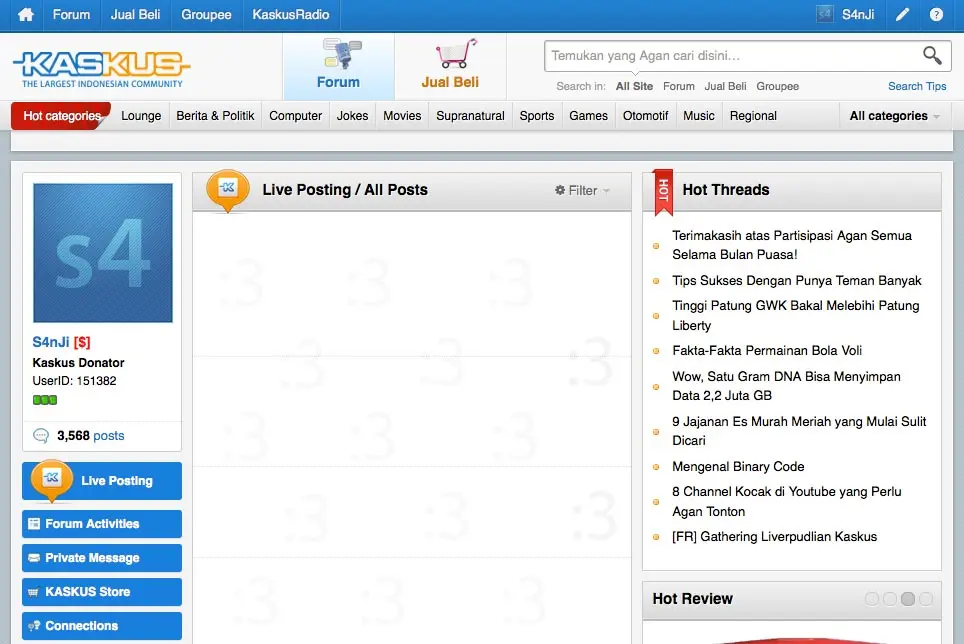 Forum Jual Beli Groupee KaskusRadio S4nJi
KASKUS
THE LARGEST INDONESIAN COMMUNITY
Forum
Jual Beli
Temukan yang Agan cari disini...
Search in: All Site Forum Jual Beli Groupee Search Tips
Hot categories Lounge Berita & Politik Computer Jokes Movies Supranatural Sports Games Otomotif Music Regional All categories
s4
S4nJi [$]
Kaskus Donator
UserID: 151382
3,568 posts
Live Posting
Forum Activities
Private Message
KASKUS Store
Connections
Live Posting / All Posts Filter
:3 :3 :3
:3 :3 :3
:3 :3 :3
:3 :3 :3
:3 :3 :3
HOT
Hot Threads
Terimakasih atas Partisipasi Agan Semua
Selama Bulan Puasa!
Tips Sukses Dengan Punya Teman Banyak
Tinggi Patung GWK Bakal Melebihi Patung
Liberty
Fakta-Fakta Permainan Bola Voli
Wow, Satu Gram DNA Bisa Menyimpan
Data 2,2 Juta GB
9 Jajanan Es Murah Meriah yang Mulai Sulit
Dicari
Mengenal Binary Code
8 Channel Kocak di Youtube yang Perlu
Agan Tonton
[FR] Gathering Liverpudlian Kaskus
Hot Review